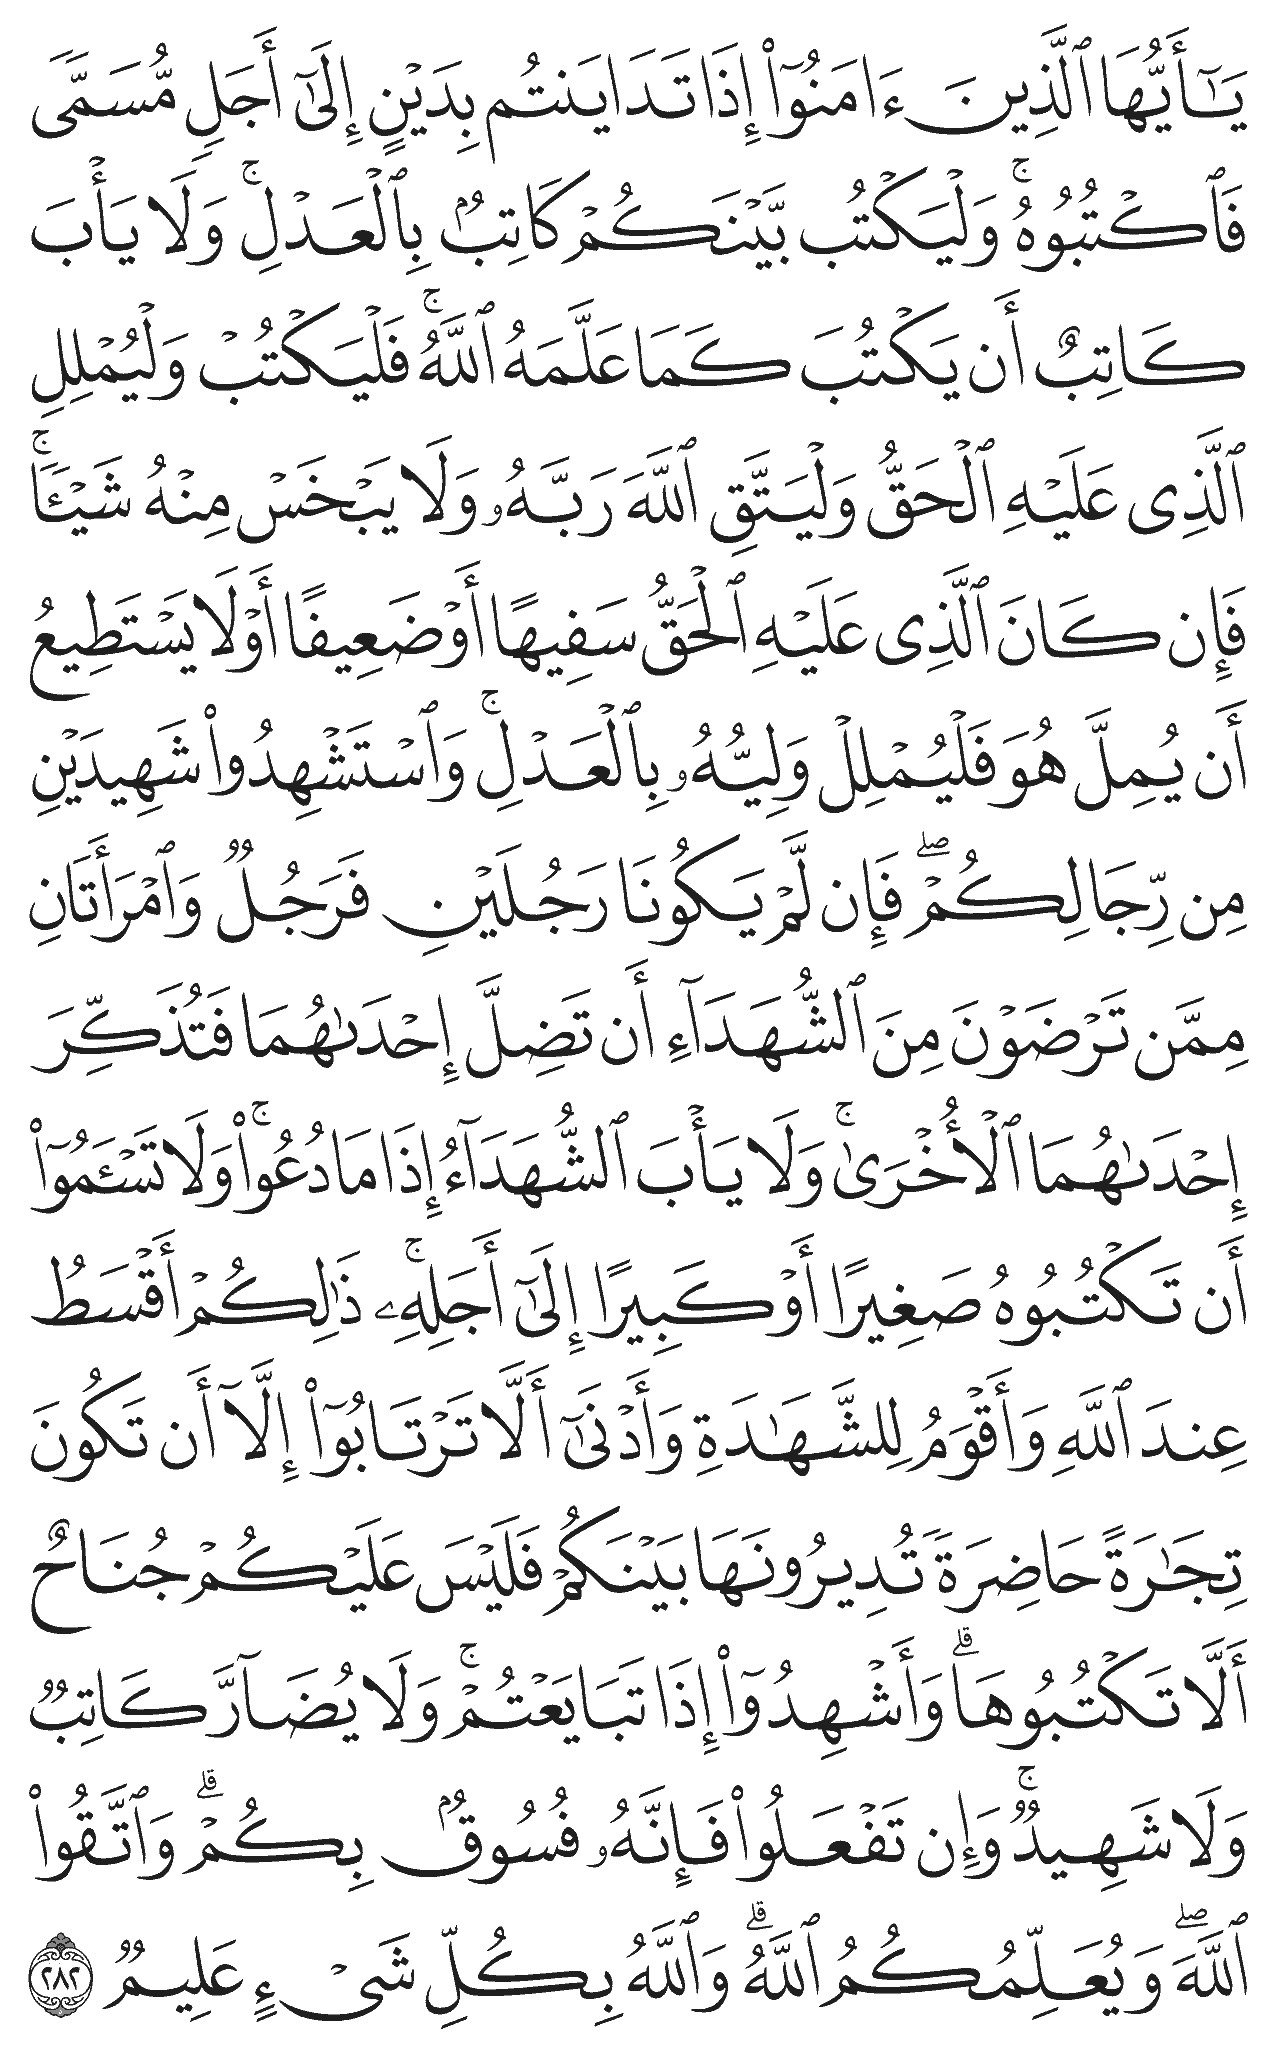 يَـٰٓأَيُّهَا ٱلَّذِينَ ءَامَنُوٓا۟ إِذَا تَدَايَنتُم بِدَيْنٍ إِلَىٰٓ أَجَلٍ مُّسَمًّى
فَٱكْتُبُوهُ ۚ وَلْيَكْتُب بَّيْنَكُمْ كَاتِبٌۢ بِٱلْعَدْلِ ۚ وَلَا يَأْبَ
كَاتِبٌ أَن يَكْتُبَ كَمَا عَلَّمَهُ ٱللَّهُ ۚ فَلْيَكْتُبْ وَلْيُمْلِلِ
ٱلَّذِى عَلَيْهِ ٱلْحَقُّ وَلْيَتَّقِ ٱللَّهَ رَبَّهُۥ وَلَا يَبْخَسْ مِنْهُ شَيْـًٔا ۚ
فَإِن كَانَ ٱلَّذِى عَلَيْهِ ٱلْحَقُّ سَفِيهًا أَوْ ضَعِيفًا أَوْ لَا يَسْتَطِيعُ
أَن يُمِلَّ هُوَ فَلْيُمْلِلْ وَلِيُّهُۥ بِٱلْعَدْلِ ۚ وَٱسْتَشْهِدُوا۟ شَهِيدَيْنِ
مِن رِّجَالِكُمْ ۖ فَإِن لَّمْ يَكُونَا رَجُلَيْنِ فَرَجُلٌ وَٱمْرَأَتَانِ
مِمَّن تَرْضَوْنَ مِنَ ٱلشُّهَدَآءِ أَن تَضِلَّ إِحْدَىٰهُمَا فَتُذَكِّرَ
إِحْدَىٰهُمَا ٱلْأُخْرَىٰ ۚ وَلَا يَأْبَ ٱلشُّهَدَآءُ إِذَا مَا دُعُوا۟ ۚ وَلَا تَسْـَٔمُوٓا۟
أَن تَكْتُبُوهُ صَغِيرًا أَوْ كَبِيرًا إِلَىٰٓ أَجَلِهِۦ ۚ ذَٰلِكُمْ أَقْسَطُ
عِندَ ٱللَّهِ وَأَقْوَمُ لِلشَّهَـٰدَةِ وَأَدْنَىٰٓ أَلَّا تَرْتَابُوٓا۟ إِلَّآ أَن تَكُونَ
تِجَـٰرَةً حَاضِرَةً تُدِيرُونَهَا بَيْنَكُمْ فَلَيْسَ عَلَيْكُمْ جُنَاحٌ
أَلَّا تَكْتُبُوهَا ۗ وَأَشْهِدُوٓا۟ إِذَا تَبَايَعْتُمْ ۚ وَلَا يُضَآرَّ كَاتِبٌ
وَلَا شَهِيدٌ ۚ وَإِن تَفْعَلُوا۟ فَإِنَّهُۥ فُسُوقٌۢ بِكُمْ ۗ وَٱتَّقُوا۟
ٱللَّهَ ۖ وَيُعَلِّمُكُمُ ٱللَّهُ ۗ وَٱللَّهُ بِكُلِّ شَىْءٍ عَلِيمٌ ٢٨٢